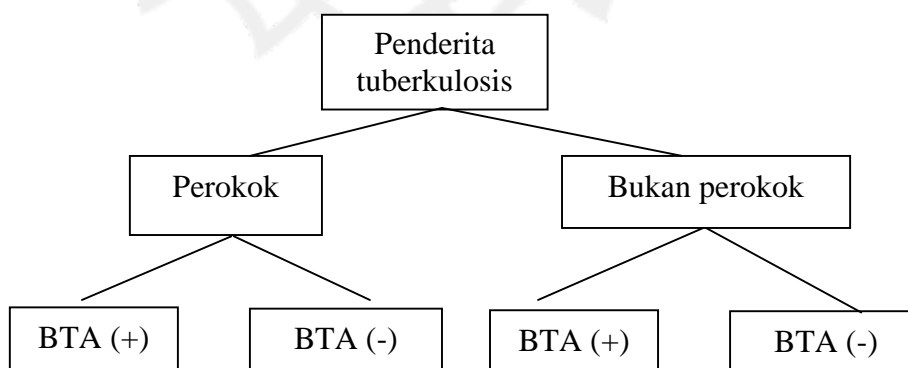 Penderita
tuberkulosis
Perokok
Bukan perokok
BTA (+)
BTA (-)
BTA (+)
BTA (-)